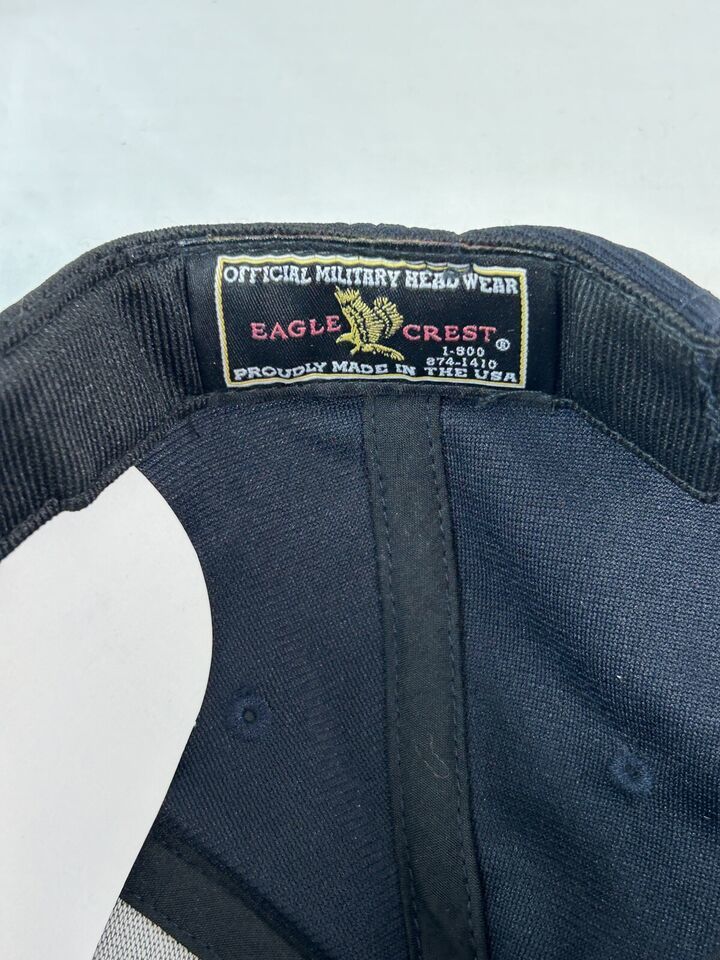 OFFICIAL MILITARY HEAD WEAR
EAGLE CREST ®
1-800
874-1410
PROUDLY MADE IN THE USA